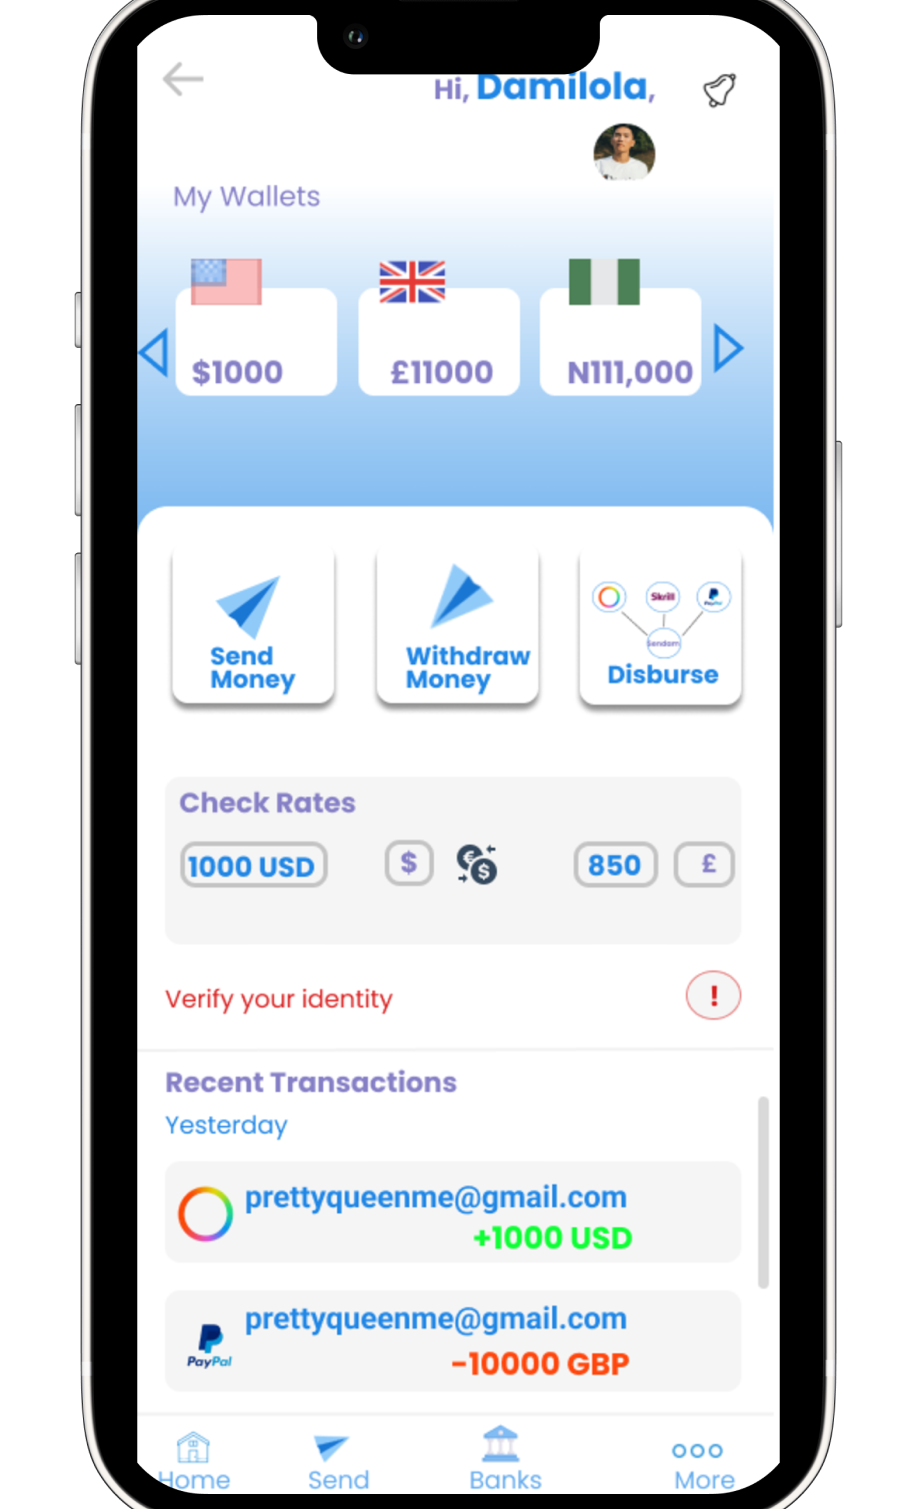 Hi, Damilola,
My Wallets
$1000
£11000
N111,000
Send
Money
Withdraw
Money
Skrill
PayPal
Sendom
Disburse
Check Rates
1000 USD
$
€
$
850
£
Verify your identity
!
Recent Transactions
Yesterday
prettyqueenme@gmail.com
+1000 USD
prettyqueenme@gmail.com
PayPal
-10000 GBP
Home
Send
Banks
More